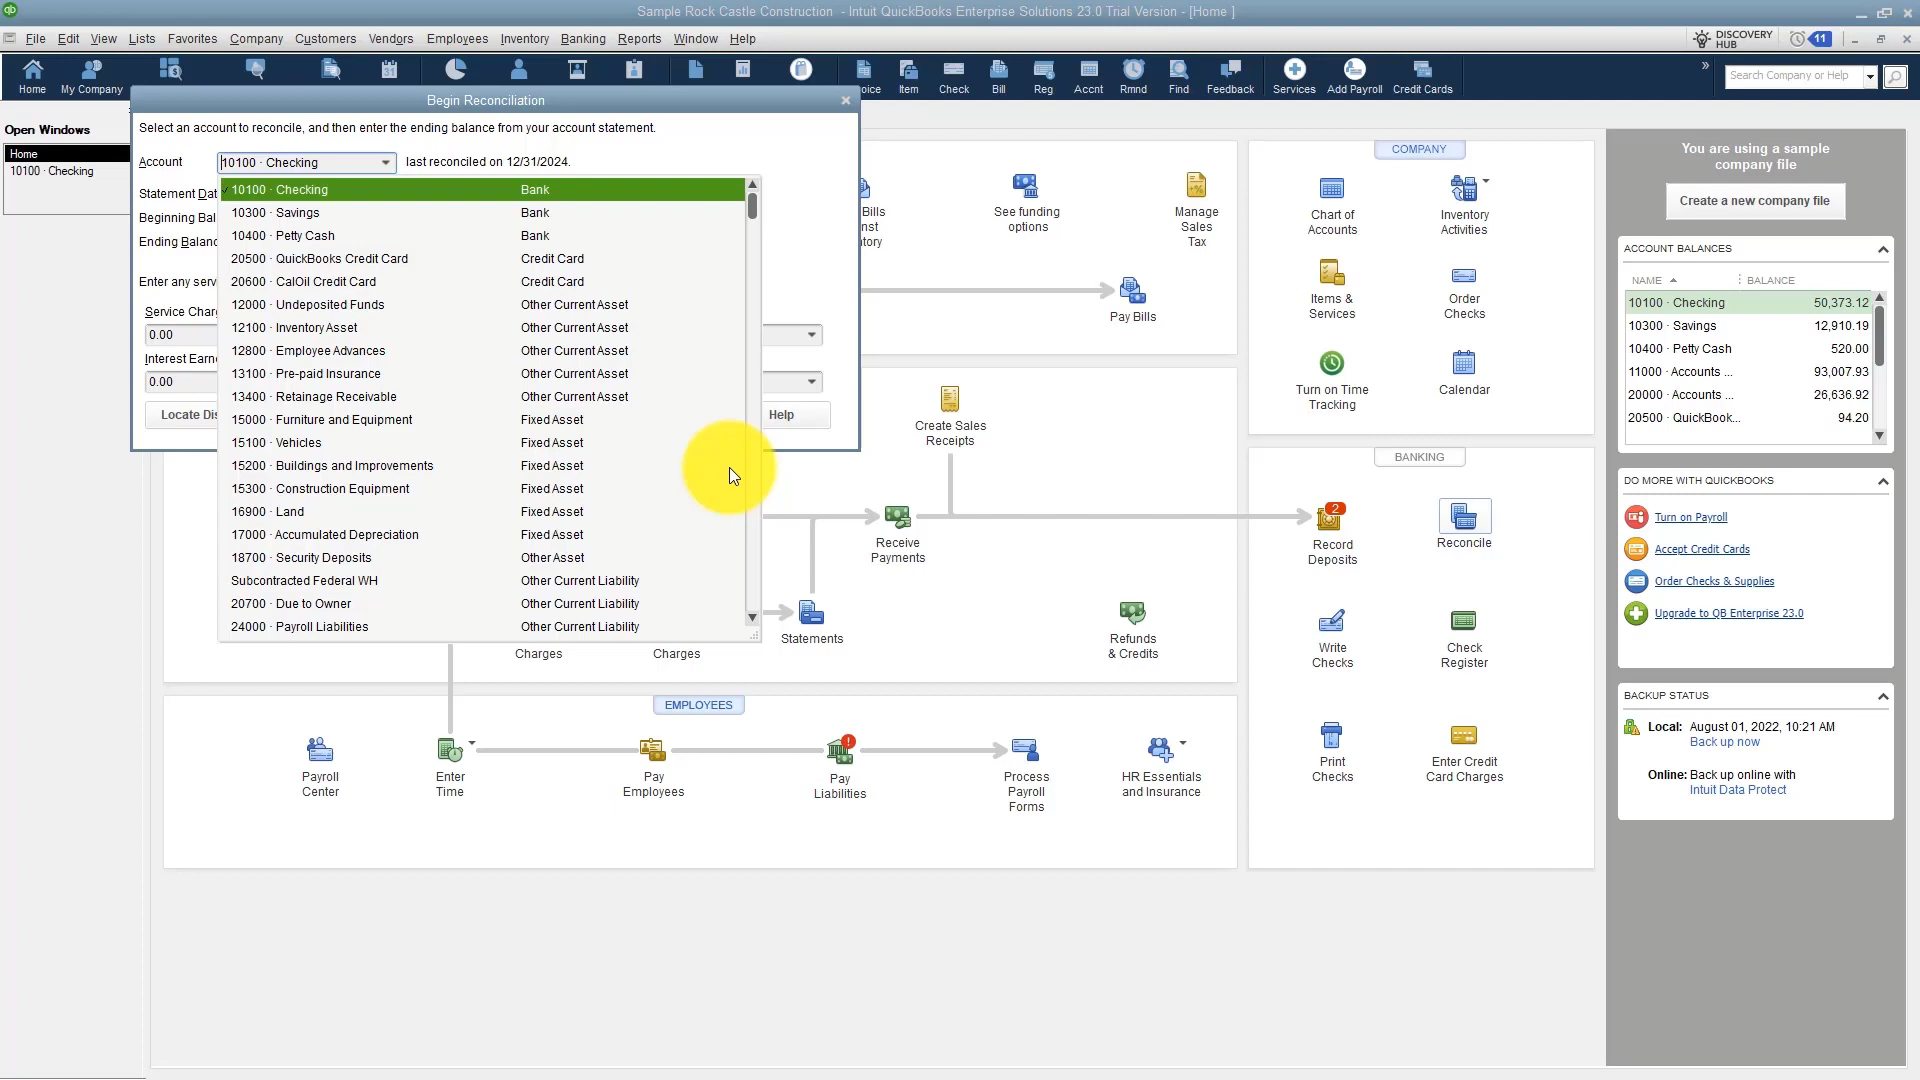 Sample Rock Castle Construction - Intuit QuickBooks Enterprise Solutions 23.0 Trial Version - [Home ]
File Edit View Lists Favorites Company Customers Vendors Employees Inventory Banking Reports Window Help
DISCOVERY HUB
11
Home
My Company
31
oice
Item
Check
Bill
Reg
Accnt
Rmnd
Find
Feedback
Services
Add Payroll
Credit Cards
»
Search Company or Help
Open Windows
Home
10100 · Checking
Begin Reconciliation
Select an account to reconcile, and then enter the ending balance from your account statement.
Account
10100 · Checking
last reconciled on 12/31/2024.
Statement Dat
Beginning Bal
Ending Balanc
Enter any servi
Service Charg
0.00
Interest Earne
0.00
Locate Dis
Help
✓ 10100 · Checking Bank
10300 · Savings Bank
10400 · Petty Cash Bank
20500 · QuickBooks Credit Card Credit Card
20600 · CalOil Credit Card Credit Card
12000 · Undeposited Funds Other Current Asset
12100 · Inventory Asset Other Current Asset
12800 · Employee Advances Other Current Asset
13100 · Pre-paid Insurance Other Current Asset
13400 · Retainage Receivable Other Current Asset
15000 · Furniture and Equipment Fixed Asset
15100 · Vehicles Fixed Asset
15200 · Buildings and Improvements Fixed Asset
15300 · Construction Equipment Fixed Asset
16900 · Land Fixed Asset
17000 · Accumulated Depreciation Fixed Asset
18700 · Security Deposits Other Asset
Subcontracted Federal WH Other Current Liability
20700 · Due to Owner Other Current Liability
24000 · Payroll Liabilities Other Current Liability
Bills
nst
tory
See funding
options
Manage
Sales
Tax
Pay Bills
Create Sales
Receipts
Receive
Payments
Statements
Refunds
& Credits
Charges
Charges
EMPLOYEES
Payroll
Center
Enter
Time
Pay
Employees
Pay
Liabilities
Process
Payroll
Forms
HR Essentials
and Insurance
COMPANY
Chart of
Accounts
Inventory
Activities
Items &
Services
Order
Checks
Turn on Time
Tracking
Calendar
BANKING
2
Record
Deposits
Reconcile
Write
Checks
Check
Register
Print
Checks
Enter Credit
Card Charges
You are using a sample
company file
Create a new company file
ACCOUNT BALANCES
NAME BALANCE
10100 · Checking 50,373.12
10300 · Savings 12,910.19
10400 · Petty Cash 520.00
11000 · Accounts ... 93,007.93
20000 · Accounts ... 26,636.92
20500 · QuickBook... 94.20
DO MORE WITH QUICKBOOKS
Turn on Payroll
Accept Credit Cards
Order Checks & Supplies
Upgrade to QB Enterprise 23.0
BACKUP STATUS
Local: August 01, 2022, 10:21 AM
Back up now
Online: Back up online with
Intuit Data Protect